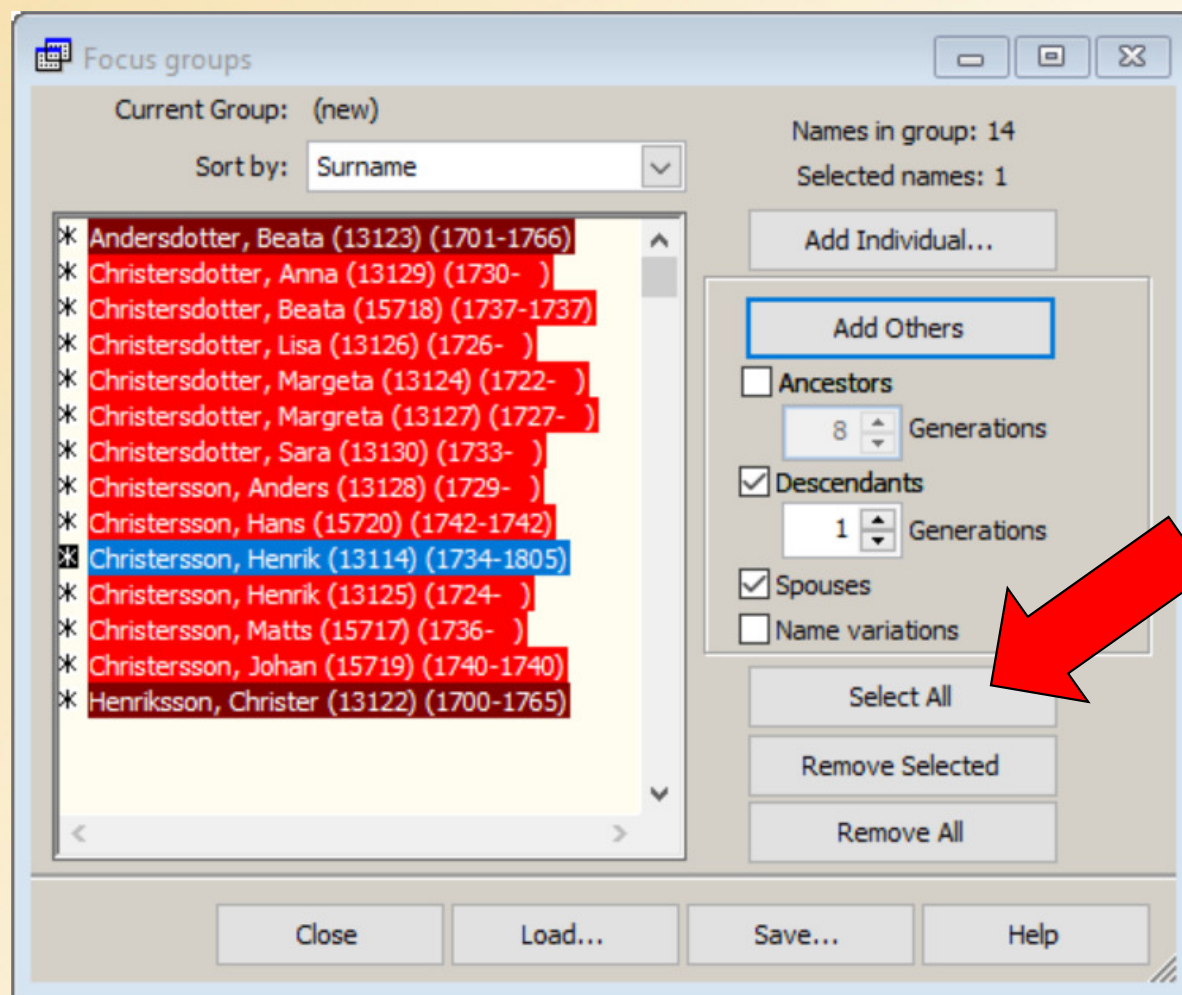 Focus groups
Current Group: (new)
Sort by: Surname
Names in group: 14
Selected names: 1
Andersdotter, Beata (13123) (1701-1766)
Christersdotter, Anna (13129) (1730-   )
Christersdotter, Beata (15718) (1737-1737)
Christersdotter, Lisa (13126) (1726-   )
Christersdotter, Margeta (13124) (1722-   )
Christersdotter, Margreta (13127) (1727-   )
Christersdotter, Sara (13130) (1733-   )
Christersson, Anders (13128) (1729-   )
Christersson, Hans (15720) (1742-1742)
Christersson, Henrik (13114) (1734-1805)
Christersson, Henrik (13125) (1724-   )
Christersson, Matts (15717) (1736-   )
Christersson, Johan (15719) (1740-1740)
Henriksson, Christer (13122) (1700-1765)
Add Individual...
Add Others
Ancestors
8 Generations
Descendants
1 Generations
Spouses
Name variations
Select All
Remove Selected
Remove All
Close Load... Save... Help